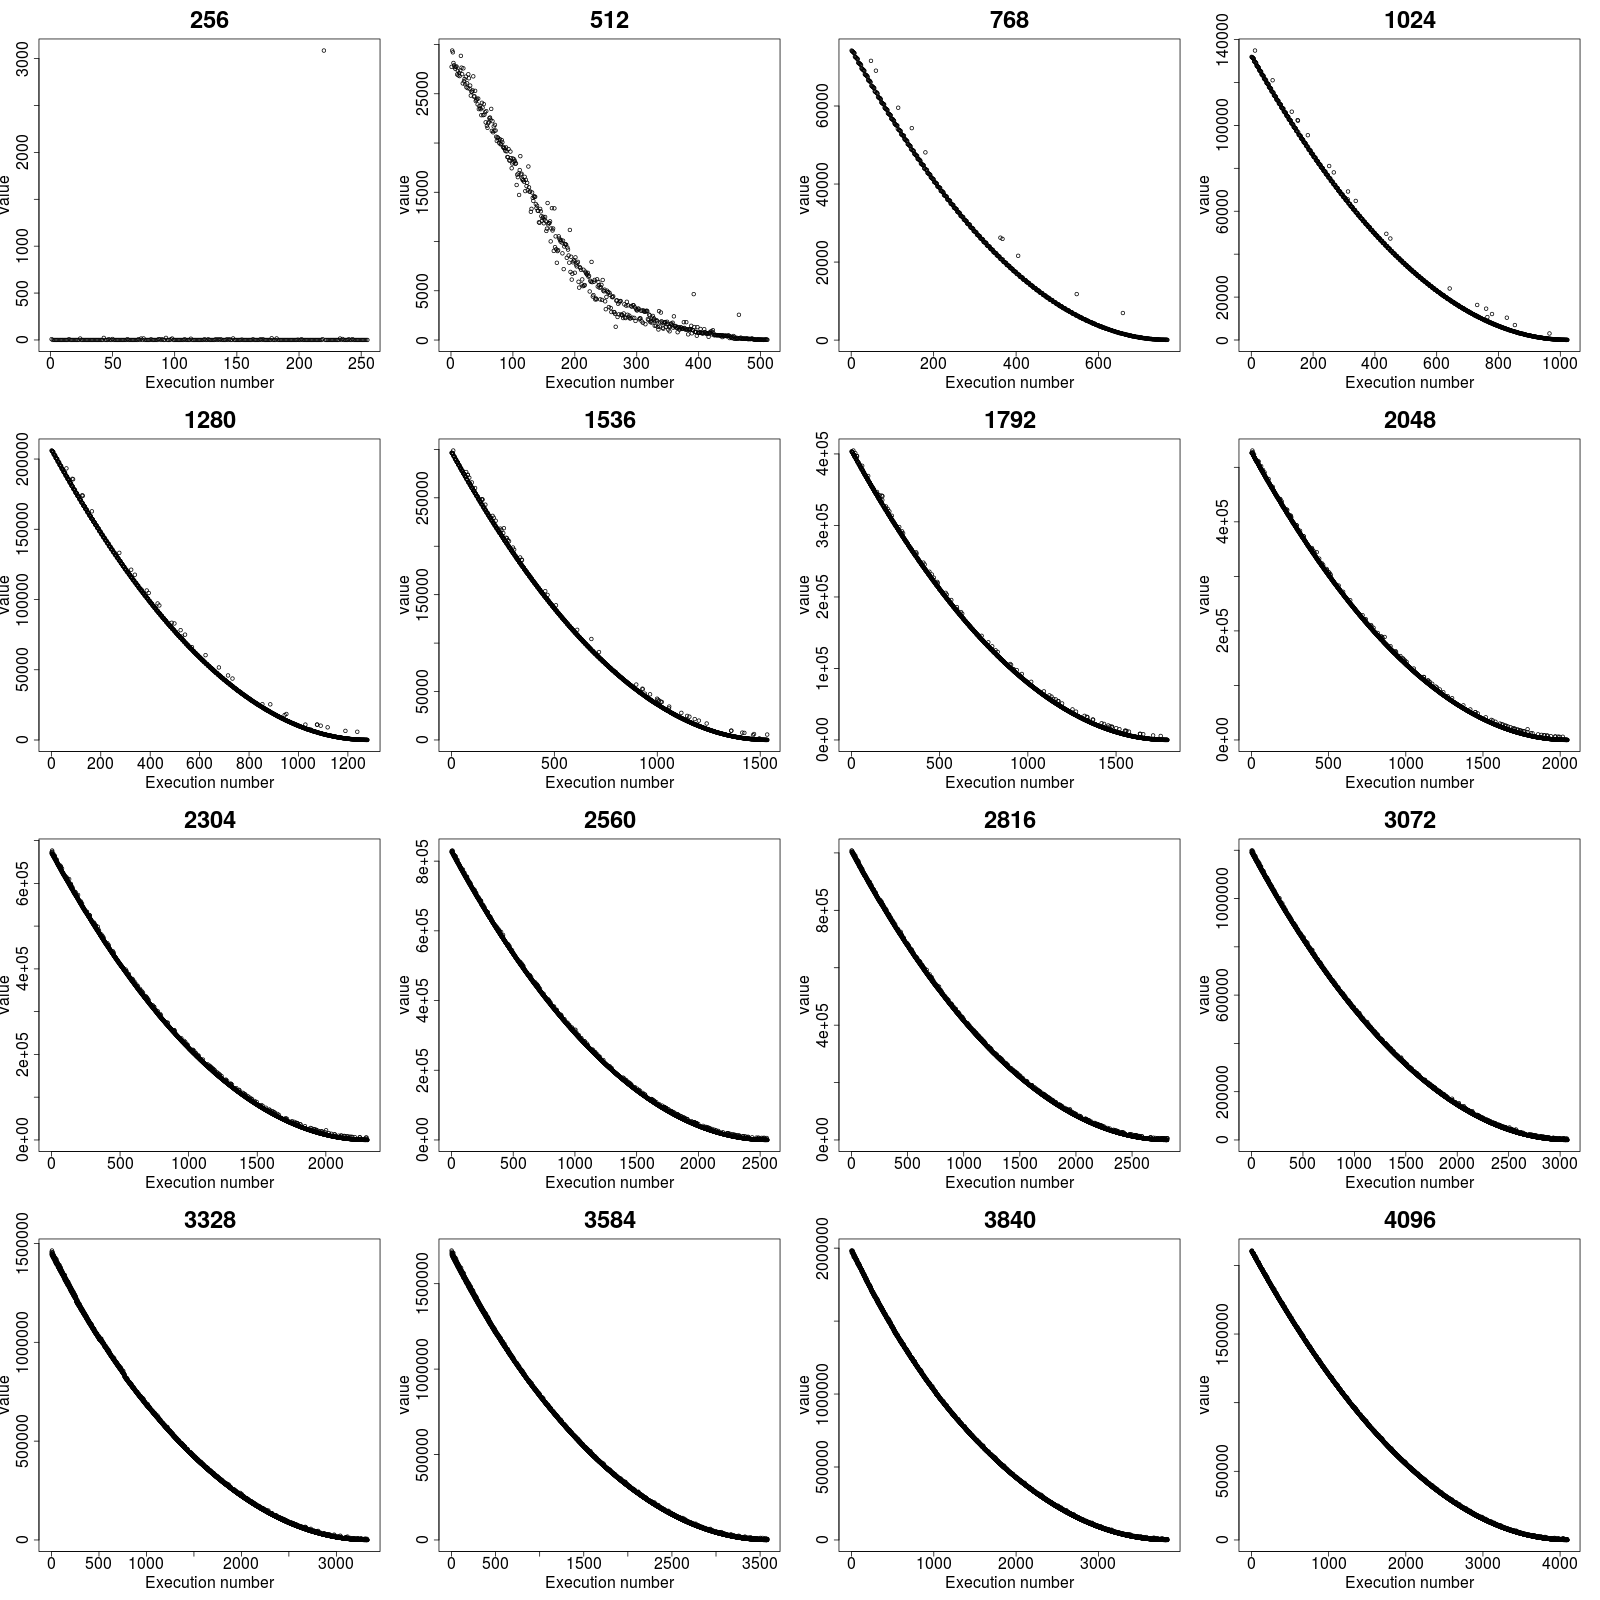 256
value
3000
2000
1000
500
0
0 50 100 150 200 250
Execution number
512
value
25000
15000
5000
0
0 100 200 300 400 500
Execution number
768
value
60000
40000
20000
0
0 200 400 600
Execution number
1024
value
140000
100000
60000
20000
0
0 200 400 600 800 1000
Execution number
1280
value
200000
150000
100000
50000
0
0 200 400 600 800 1000 1200
Execution number
1536
value
250000
150000
50000
0
0 500 1000 1500
Execution number
1792
value
4e+05
3e+05
2e+05
1e+05
0e+00
0 500 1000 1500
Execution number
2048
value
4e+05
2e+05
0e+00
0 500 1000 1500 2000
Execution number
2304
value
6e+05
4e+05
2e+05
0e+00
0 500 1000 1500 2000
Execution number
2560
value
8e+05
6e+05
4e+05
2e+05
0e+00
0 500 1000 1500 2000 2500
Execution number
2816
value
8e+05
4e+05
0e+00
0 500 1000 1500 2000 2500
Execution number
3072
value
1000000
600000
200000
0
0 500 1000 1500 2000 2500 3000
Execution number
3328
value
1500000
1000000
500000
0
0 500 1000 2000 3000
Execution number
3584
value
1500000
1000000
500000
0
0 500 1500 2500 3500
Execution number
3840
value
2000000
1000000
500000
0
0 1000 2000 3000
Execution number
4096
value
1500000
500000
0
0 1000 2000 3000 4000
Execution number